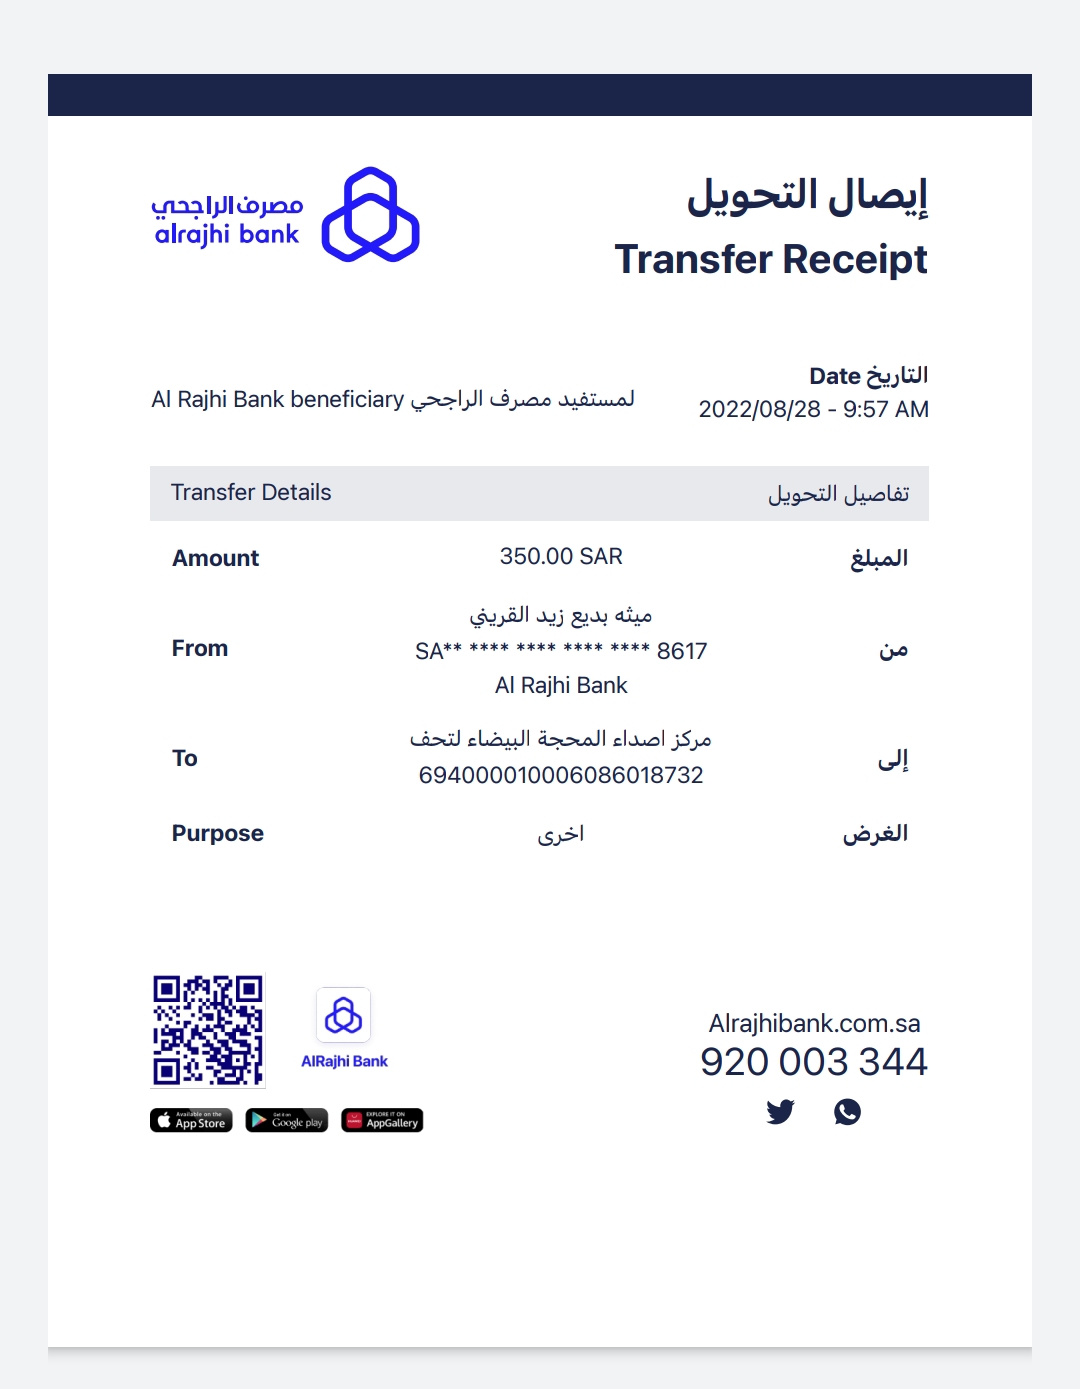 مصرف الراجحي
alrajhi bank
إيصال التحويل
Transfer Receipt
التاريخ Date
2022/08/28 - 9:57 AM
Al Rajhi Bank beneficiary لمستفيد مصرف الراجحي
Transfer Details تفاصيل التحويل
Amount 350.00 SAR المبلغ
ميثه بديع زيد القريني
From SA** **** **** **** **** 8617 من
Al Rajhi Bank
مركز اصداء المحجة البيضاء لتحف
To 694000010006086018732 إلى
Purpose اخرى الغرض
AlRajhi Bank
Available on the App Store
Get it on Google play
EXPLORE IT ON AppGallery
Alrajhibank.com.sa
920 003 344